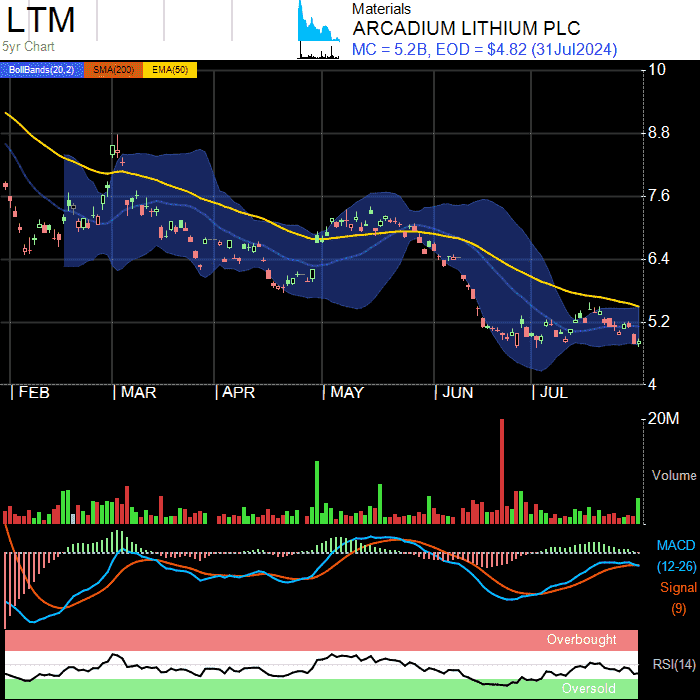 LTM
5yr Chart
Materials
ARCADIUM LITHIUM PLC
MC = 5.2B, EOD = $4.82 (31Jul2024)
BollBands(20,2) SMA(200) EMA(50)
10
8.8
7.6
6.4
5.2
4
FEB MAR APR MAY JUN JUL
20M
Volume
MACD
(12-26)
Signal
(9)
Overbought
RSI(14)
Oversold